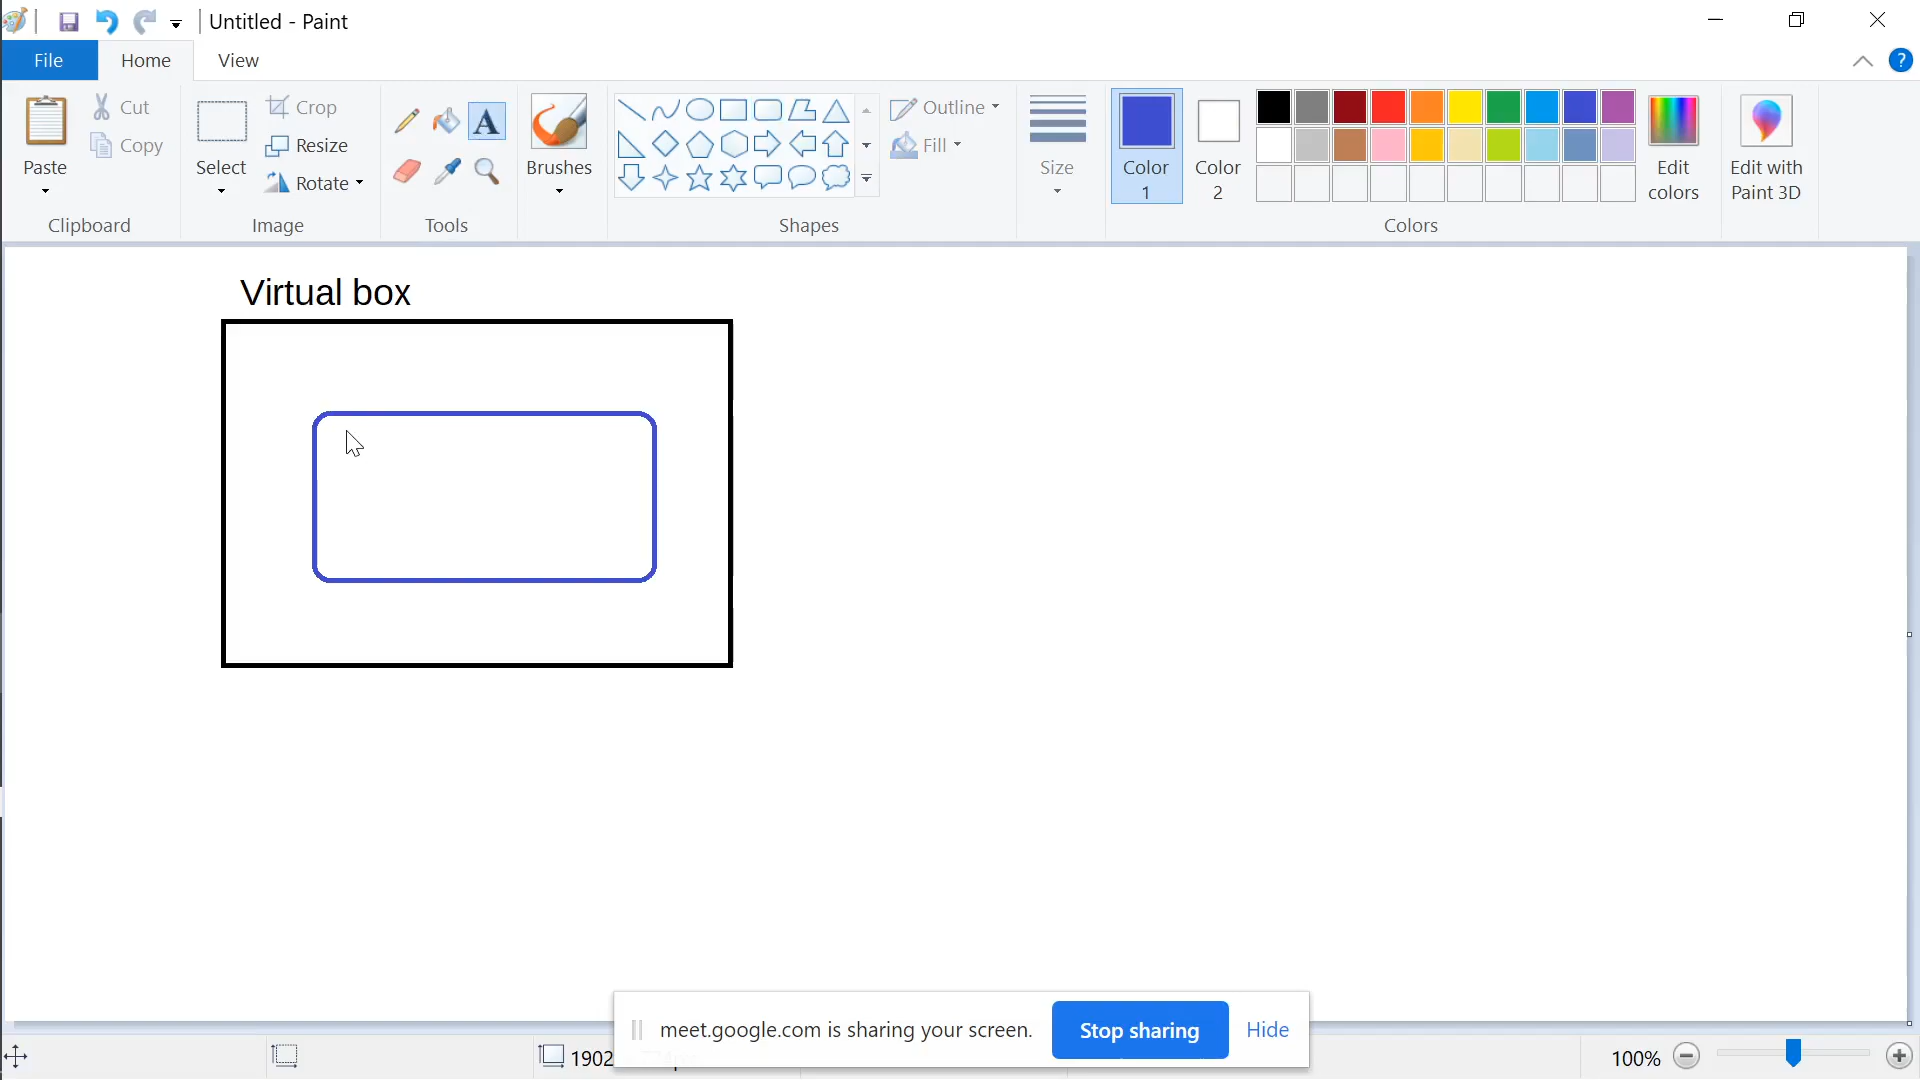 Untitled - Paint
File
Home
View
?
Paste
Cut
Copy
Clipboard
Select
Crop
Resize
Rotate
Image
A
Tools
Brushes
Shapes
Outline
Fill
Size
Color
1
Color
2
Colors
Edit
colors
Edit with
Paint 3D
Virtual box
meet.google.com is sharing your screen.
Stop sharing
Hide
1902
100%